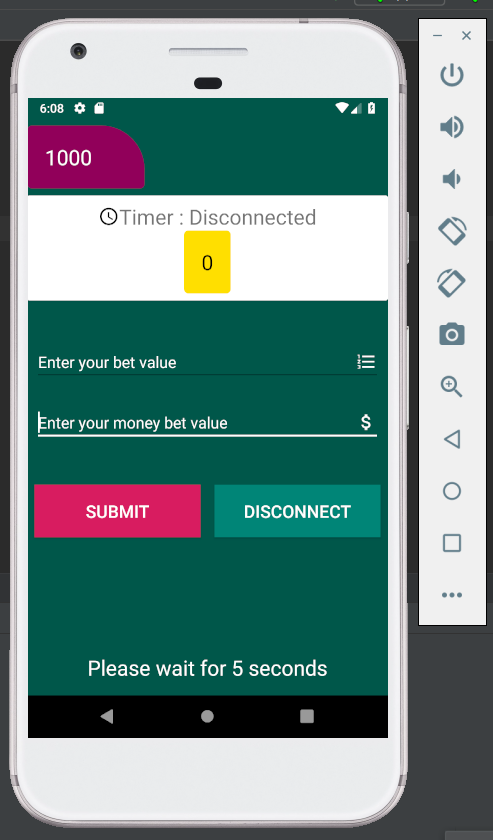 6:08
1000
Timer : Disconnected
0
Enter your bet value
Enter your money bet value
SUBMIT
DISCONNECT
Please wait for 5 seconds